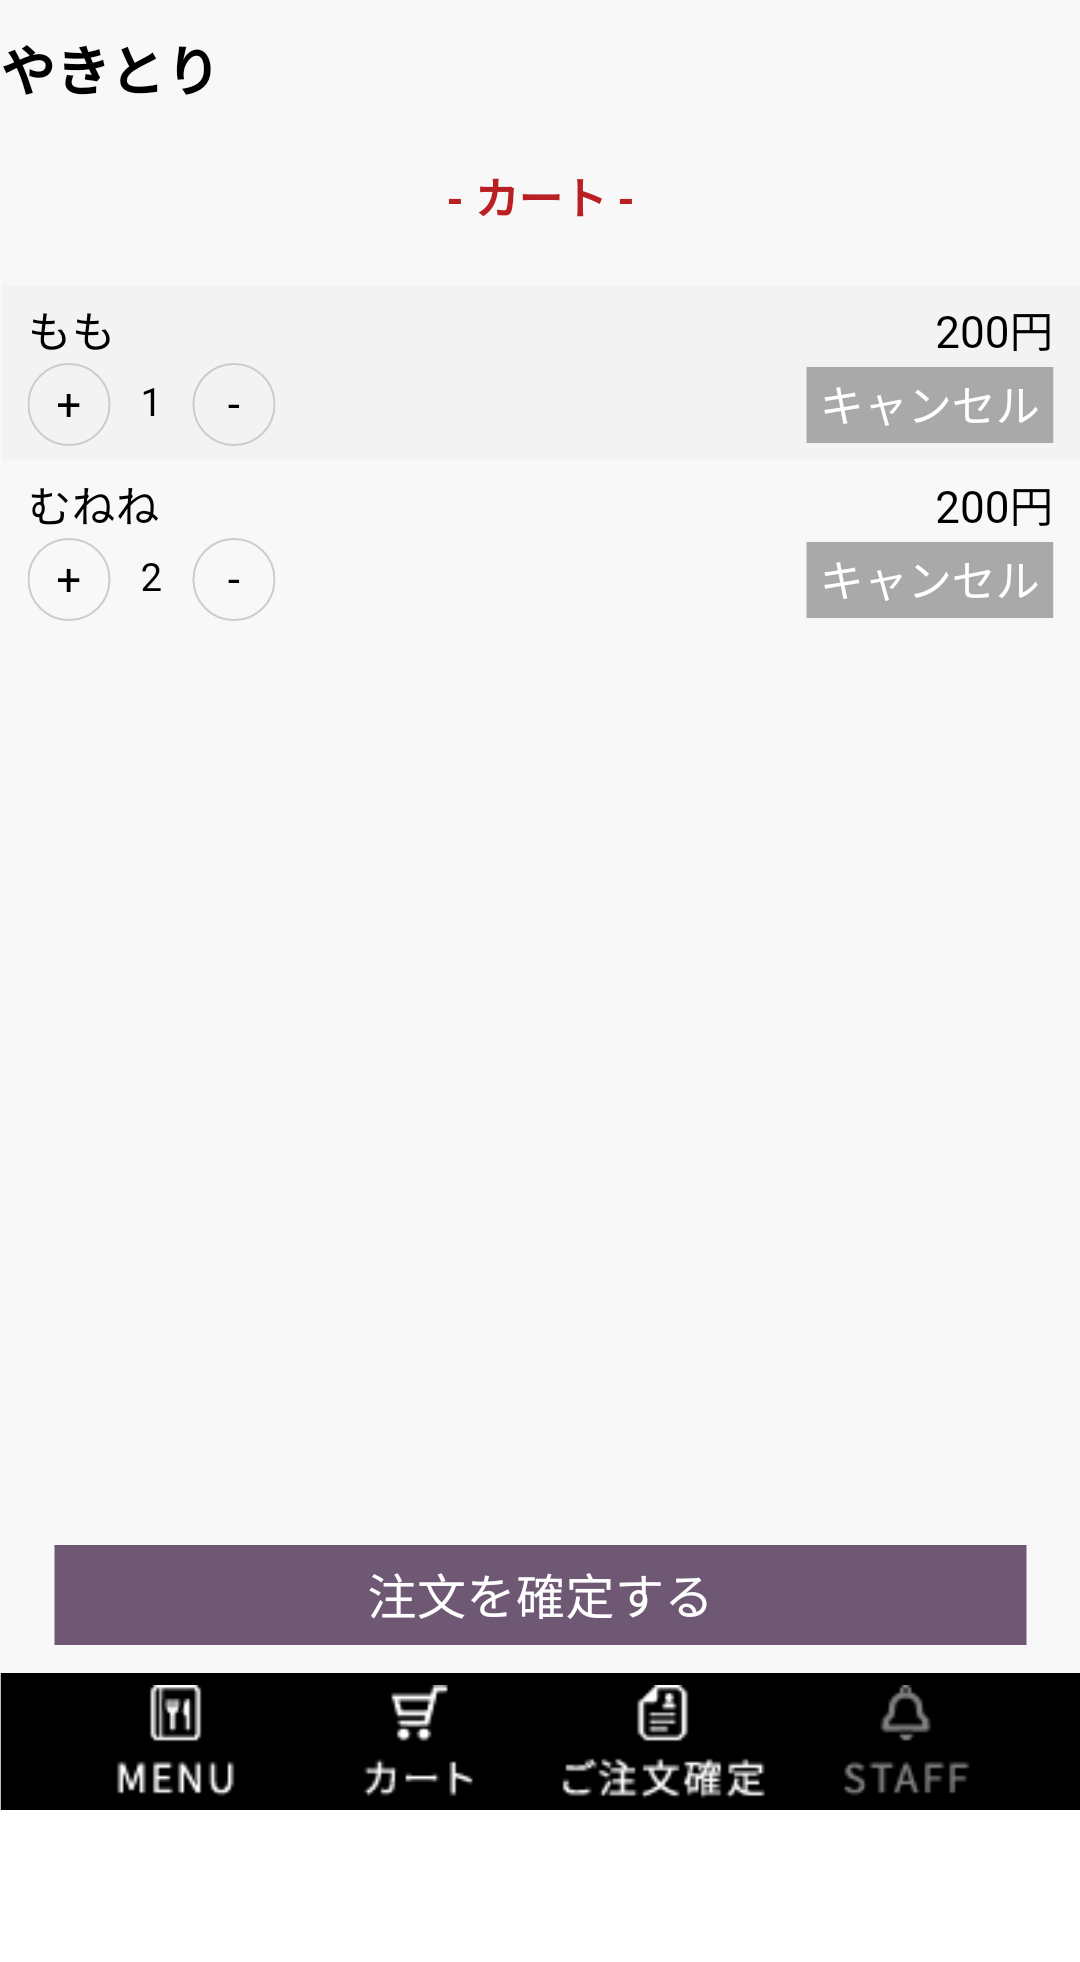 やきとり
- カート -
もも 200円
+ 1 - キャンセル
むねね 200円
+ 2 - キャンセル
注文を確定する
MENU カート ご注文確定 STAFF